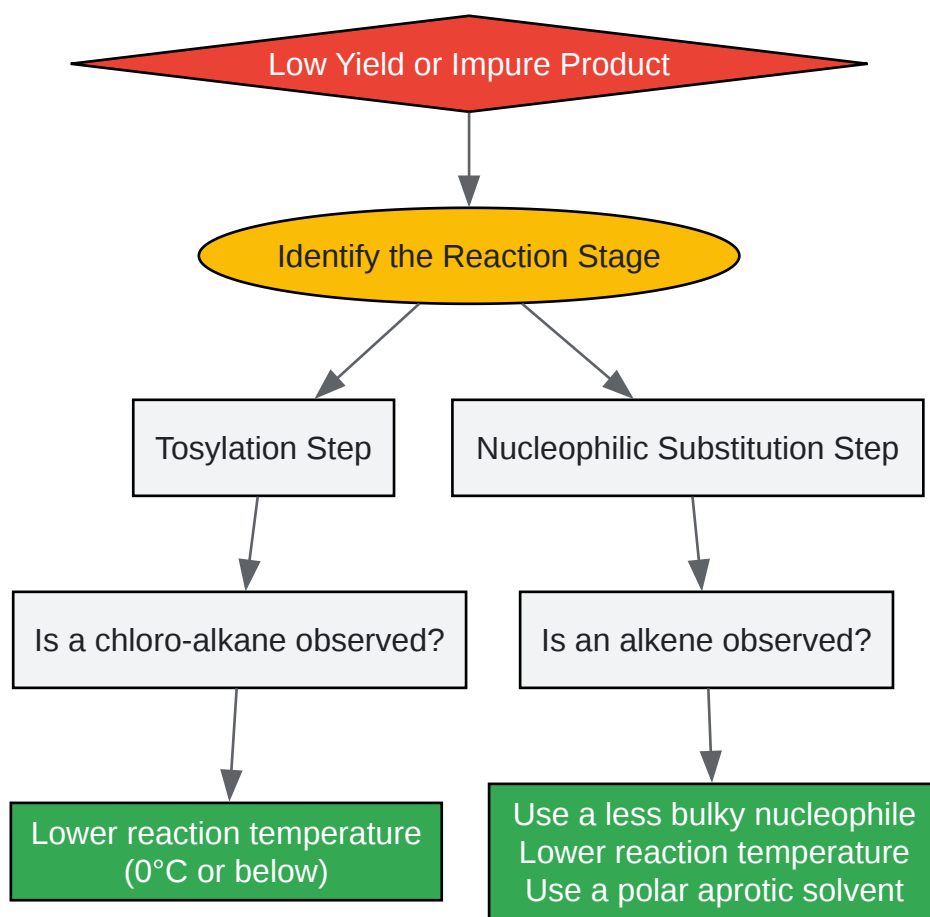 Low Yield or Impure Product
Identify the Reaction Stage
Tosylation Step
Nucleophilic Substitution Step
Is a chloro-alkane observed?
Is an alkene observed?
Lower reaction temperature
(0°C or below)
Use a less bulky nucleophile
Lower reaction temperature
Use a polar aprotic solvent